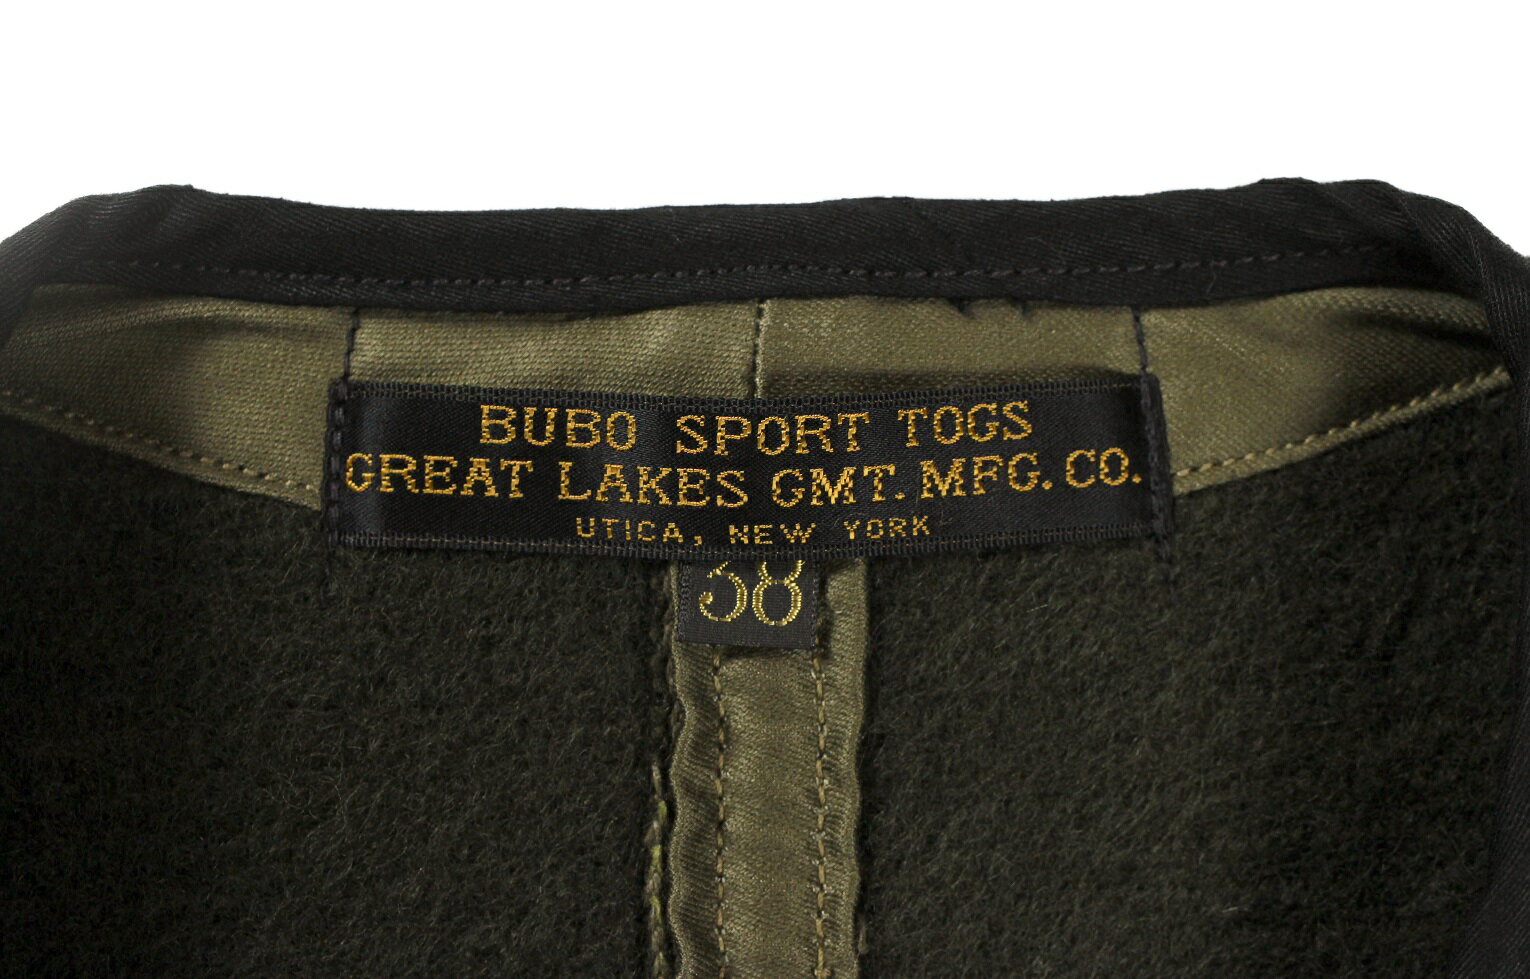 BUBO SPORT TOGS
GREAT LAKES GMT. MFG. CO.
UTICA, NEW YORK
38